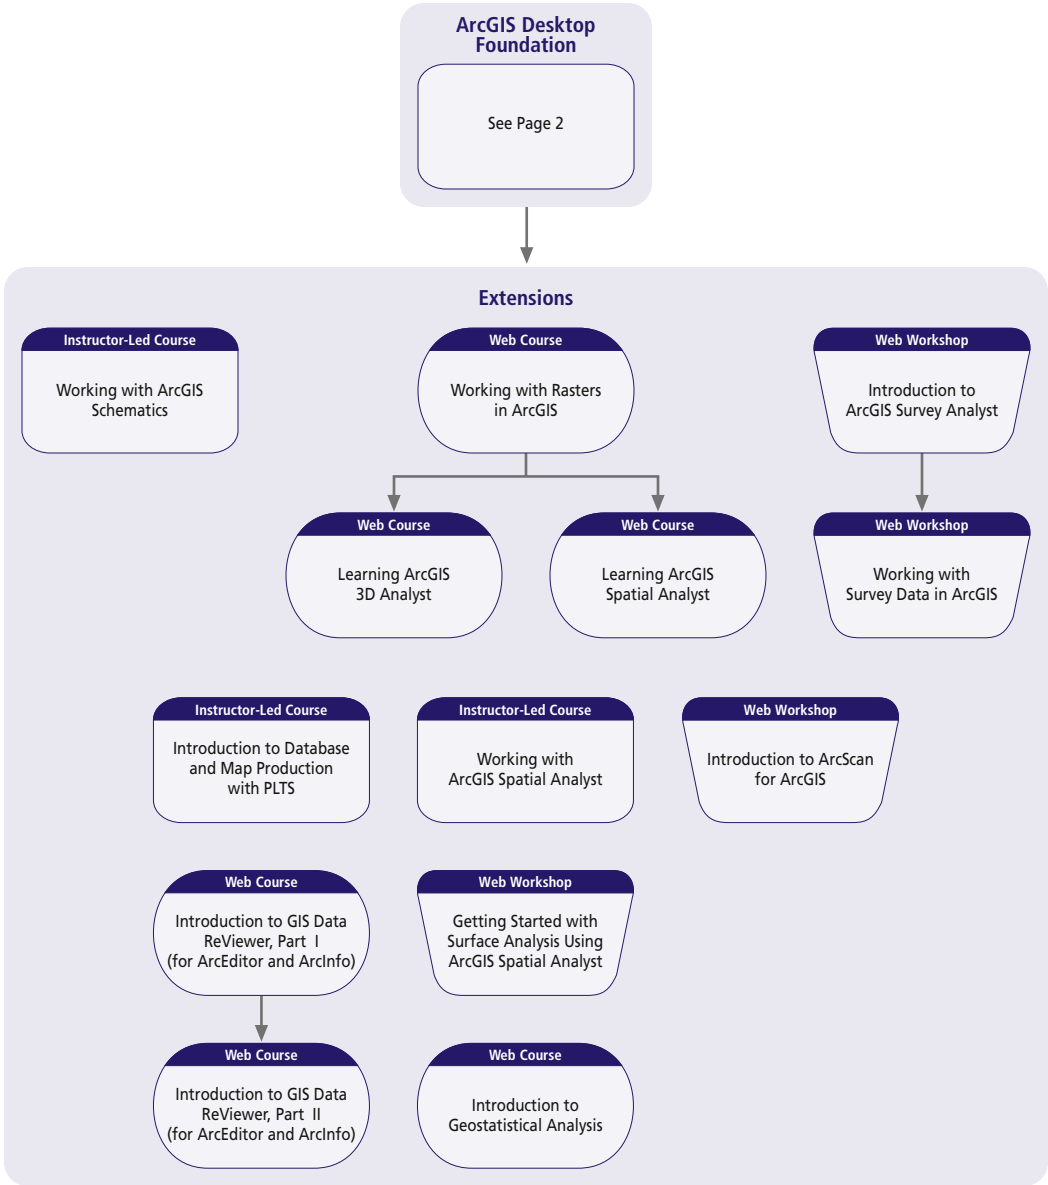 ArcGIS Desktop
Foundation
See Page 2
Extensions
Instructor-Led Course
Working with ArcGIS
Schematics
Web Course
Working with Rasters
in ArcGIS
Web Workshop
Introduction to
ArcGIS Survey Analyst
Web Course
Learning ArcGIS
3D Analyst
Web Course
Learning ArcGIS
Spatial Analyst
Web Workshop
Working with
Survey Data in ArcGIS
Instructor-Led Course
Introduction to Database
and Map Production
with PLTS
Instructor-Led Course
Working with
ArcGIS Spatial Analyst
Web Workshop
Introduction to ArcScan
for ArcGIS
Web Course
Introduction to GIS Data
ReViewer, Part I
(for ArcEditor and ArcInfo)
Web Workshop
Getting Started with
Surface Analysis Using
ArcGIS Spatial Analyst
Web Course
Introduction to GIS Data
ReViewer, Part II
(for ArcEditor and ArcInfo)
Web Course
Introduction to
Geostatistical Analysis